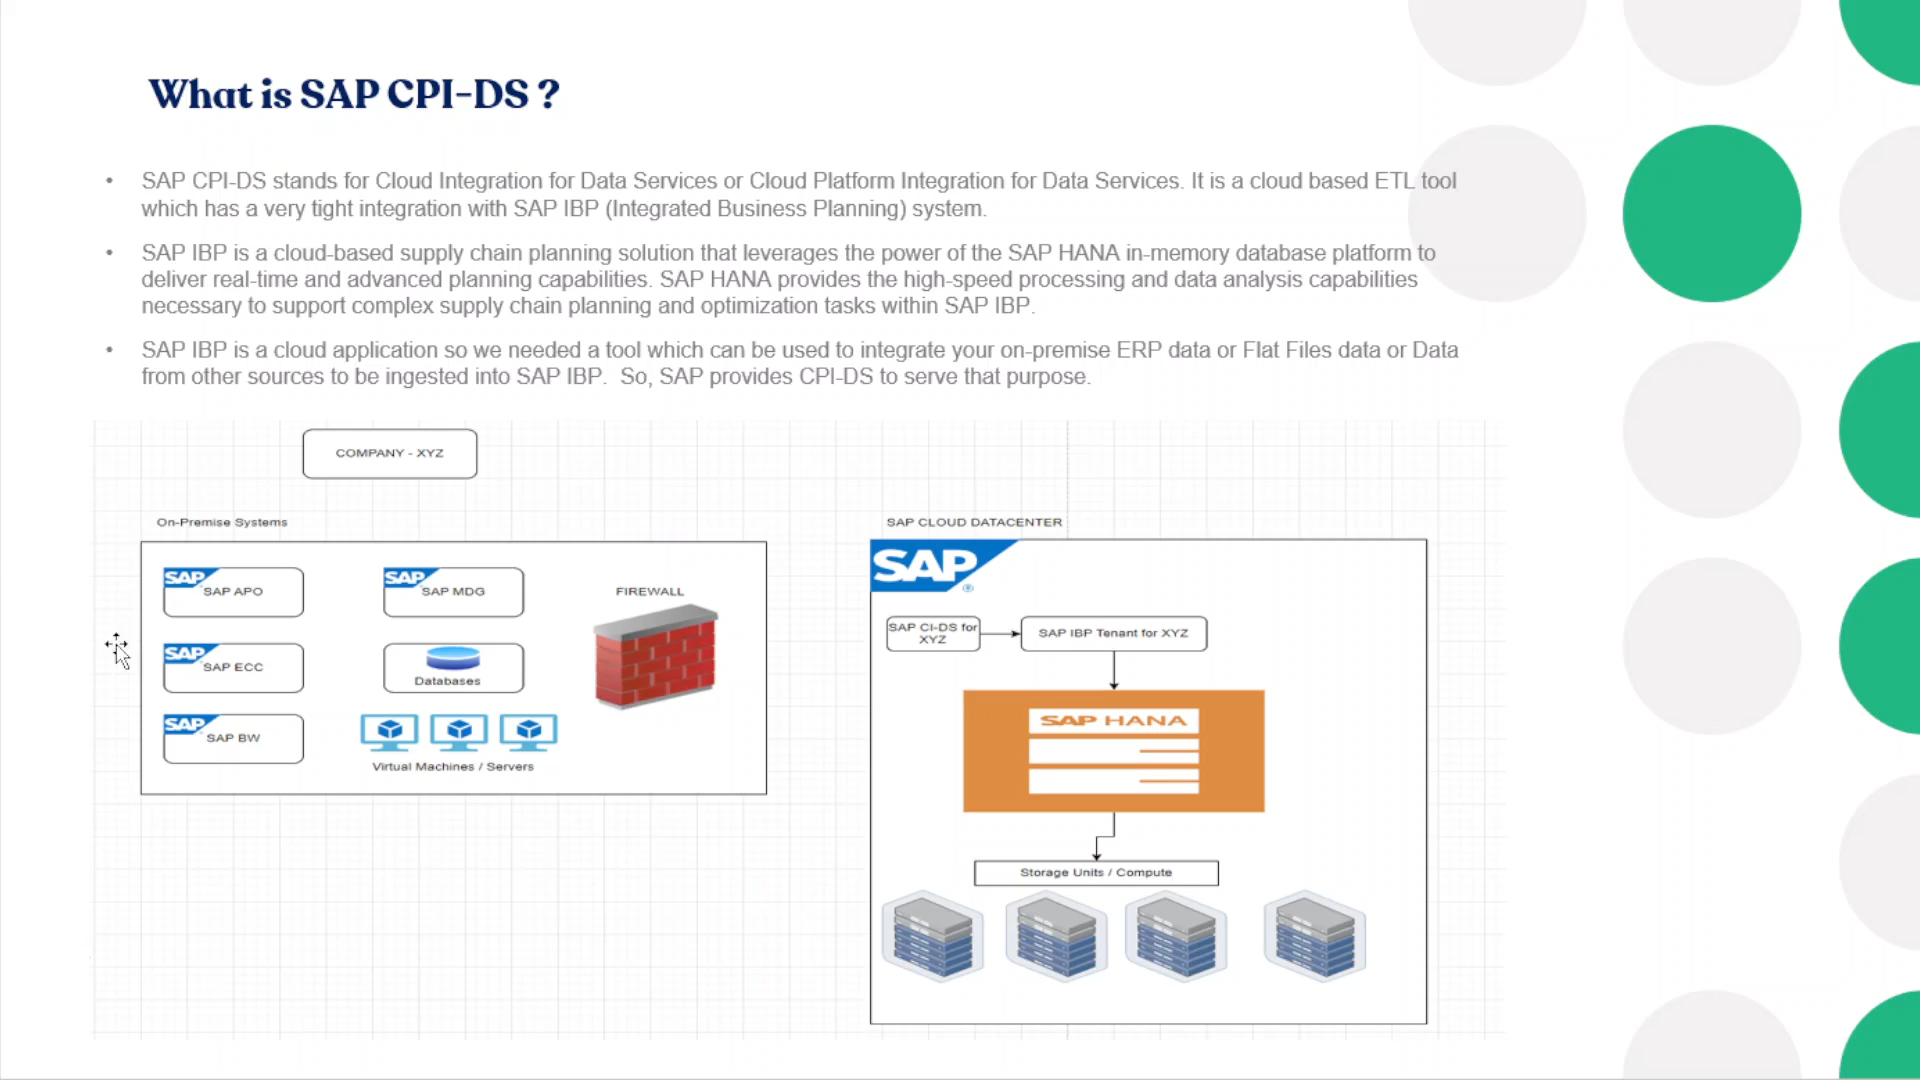 What is SAP CPI-DS ?
• SAP CPI-DS stands for Cloud Integration for Data Services or Cloud Platform Integration for Data Services. It is a cloud based ETL tool
which has a very tight integration with SAP IBP (Integrated Business Planning) system.
• SAP IBP is a cloud-based supply chain planning solution that leverages the power of the SAP HANA in-memory database platform to
deliver real-time and advanced planning capabilities. SAP HANA provides the high-speed processing and data analysis capabilities
necessary to support complex supply chain planning and optimization tasks within SAP IBP.
• SAP IBP is a cloud application so we needed a tool which can be used to integrate your on-premise ERP data or Flat Files data or Data
from other sources to be ingested into SAP IBP.  So, SAP provides CPI-DS to serve that purpose.
COMPANY - XYZ
On-Premise Systems
SAP
SAP APO
SAP
SAP MDG
FIREWALL
SAP
SAP ECC
Databases
SAP
SAP BW
Virtual Machines / Servers
SAP CLOUD DATACENTER
SAP®
SAP CI-DS for
XYZ
SAP IBP Tenant for XYZ
SAP HANA
Storage Units / Compute